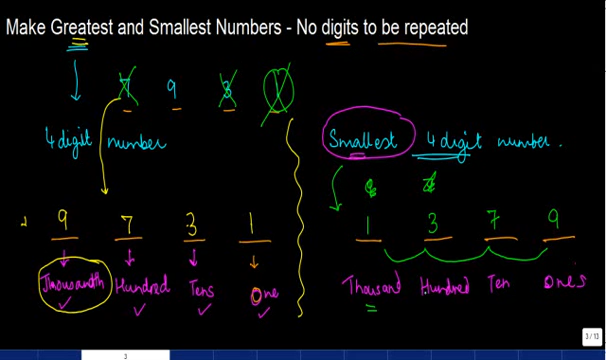 Make Greatest and Smallest Numbers - No digits to be repeated
7 9 3 1
4 digit number
9 7 3 1
Thousandth Hundred Tens One
Smallest 4 digit number.
1 3 7 9
Thousand Hundred Ten Ones
3 / 13
3